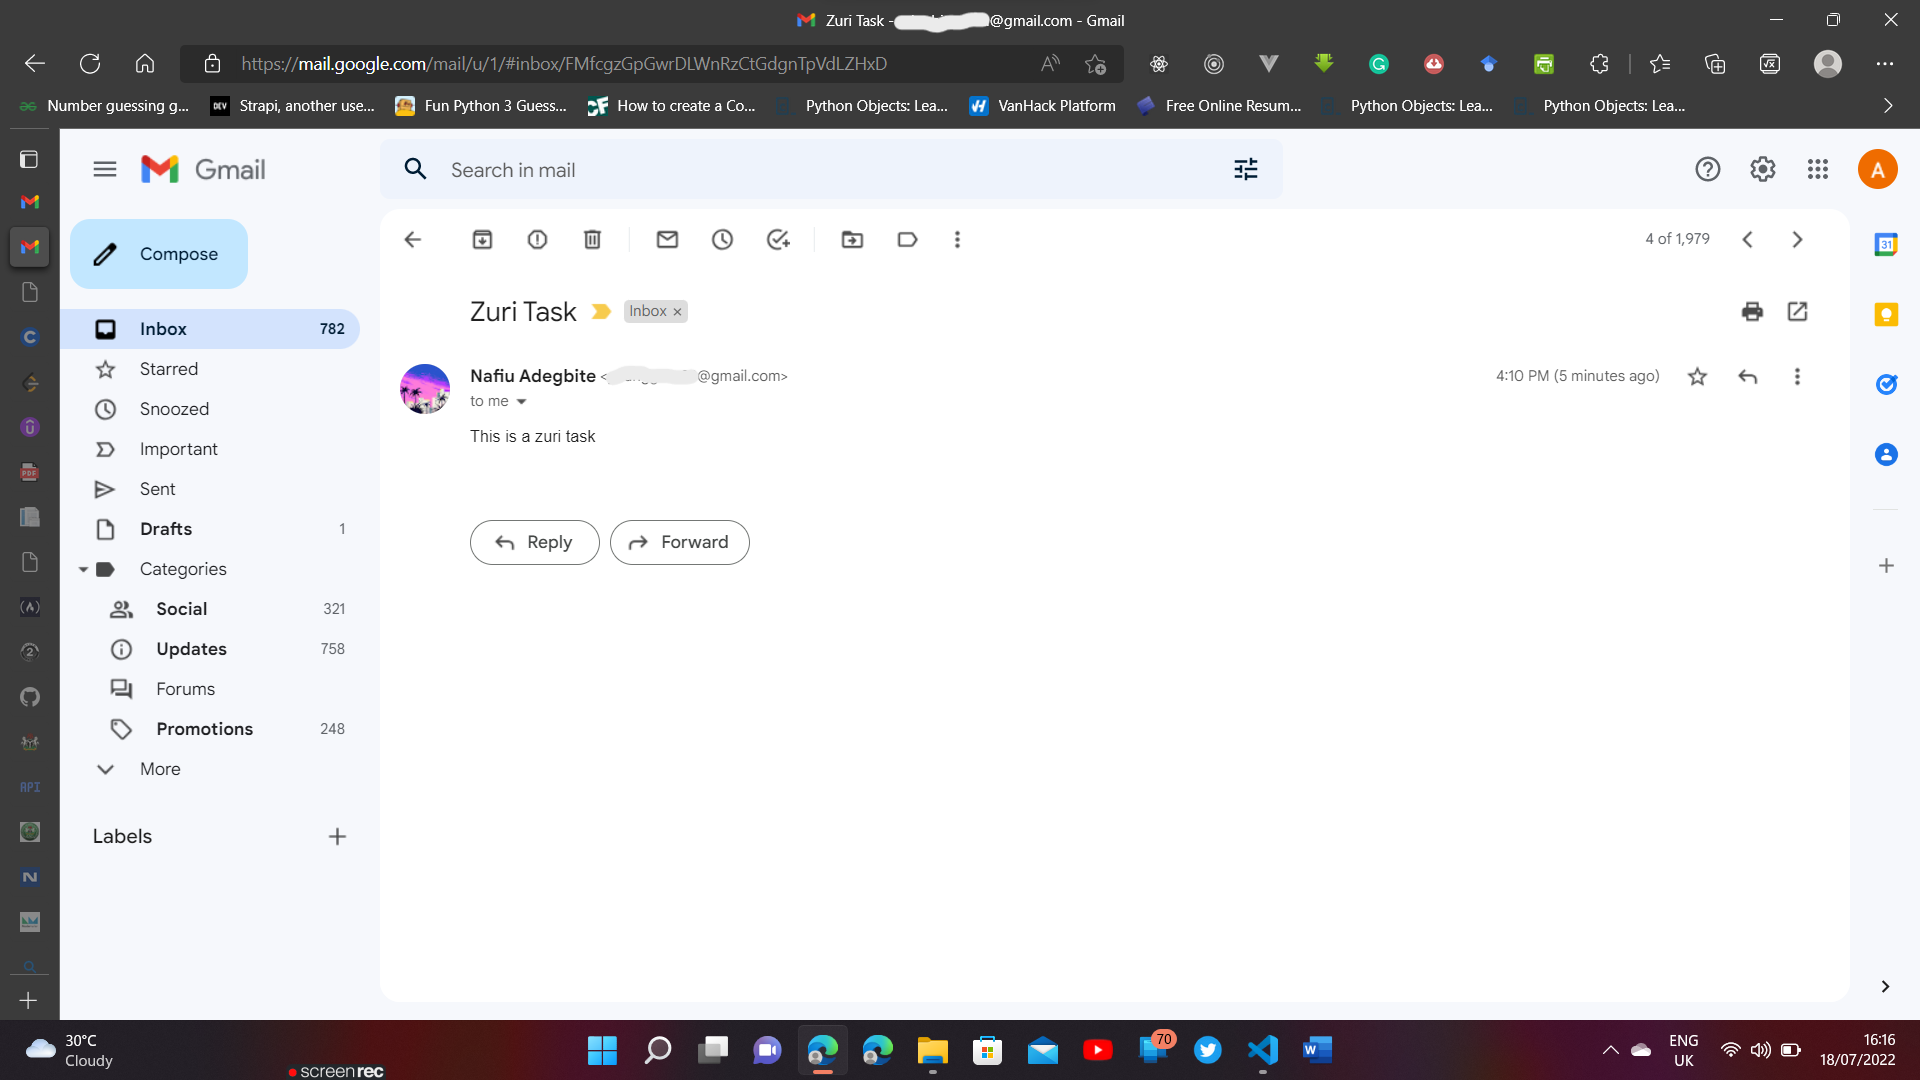 Zuri Task - @gmail.com - Gmail
https://mail.google.com/mail/u/1/#inbox/FMfcgzGpGwrDLWnRzCtGdgnTpVdLZHxD
Number guessing g... Strapi, another use... Fun Python 3 Guess... How to create a Co... Python Objects: Lea... VanHack Platform Free Online Resum... Python Objects: Lea... Python Objects: Lea...
Gmail
Search in mail
A
Compose
4 of 1,979
31
Zuri Task
Inbox ×
Inbox 782
Starred
Snoozed
Important
Sent
Drafts 1
Categories
Social 321
Updates 758
Forums
Promotions 248
More
Labels
Nafiu Adegbite < @gmail.com>
4:10 PM (5 minutes ago)
to me
This is a zuri task
Reply
Forward
PDF
API
30°C
Cloudy
screenrec
70
ENG
UK
16:16
18/07/2022